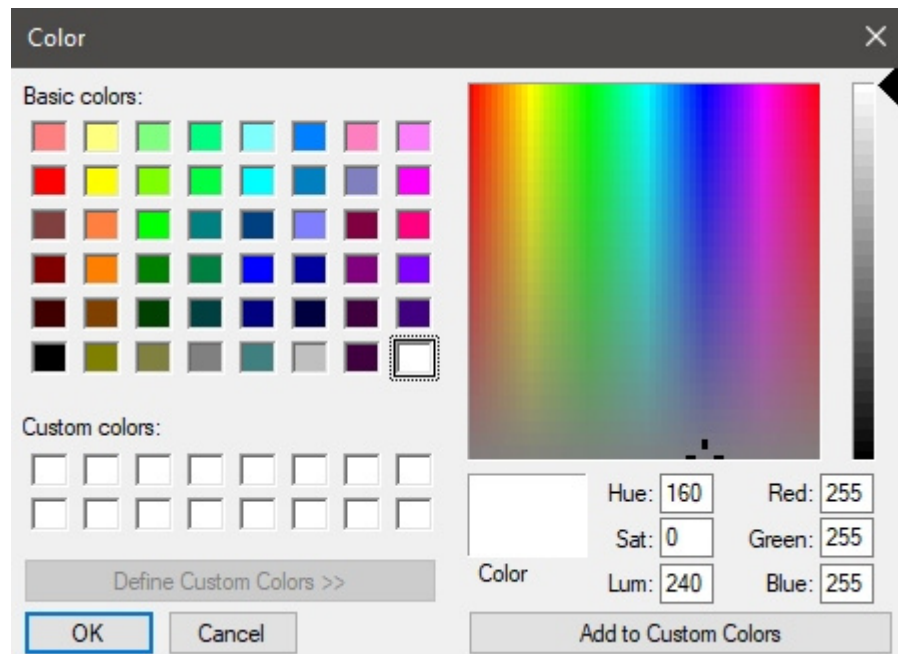 Color
Basic colors:
Custom colors:
Define Custom Colors >>
OK Cancel
Color
Hue: 160 Red: 255
Sat: 0 Green: 255
Lum: 240 Blue: 255
Add to Custom Colors